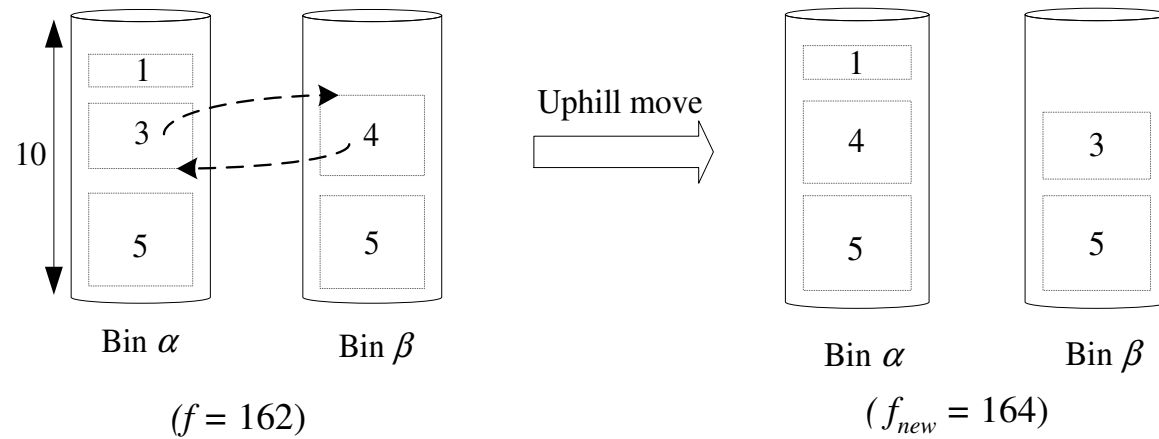 10
1
3
5
Bin α
4
5
Bin β
(f = 162)
Uphill move
1
4
5
Bin α
3
5
Bin β
( fnew = 164)